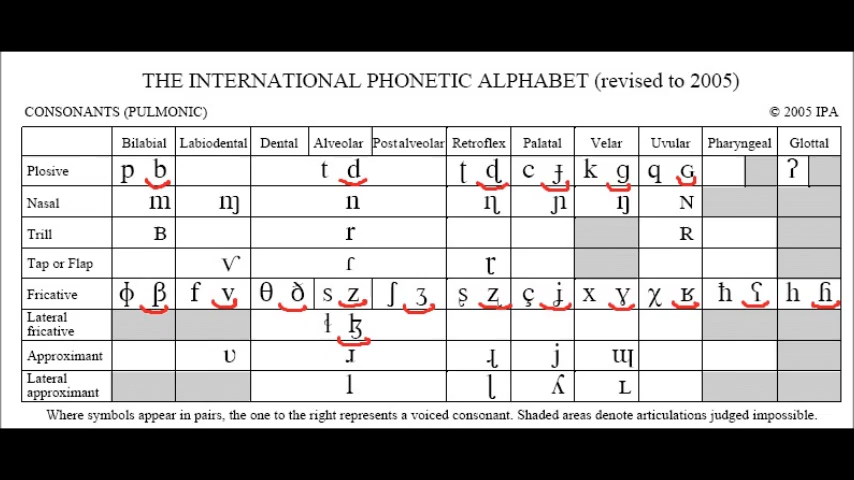 THE INTERNATIONAL PHONETIC ALPHABET (revised to 2005)
CONSONANTS (PULMONIC) © 2005 IPA
Bilabial Labiodental Dental Alveolar Postalveolar Retroflex Palatal Velar Uvular Pharyngeal Glottal
Plosive p b t d ʈ ɖ c ɟ k ɡ q ɢ ʔ
Nasal m ɱ n ɳ ɲ ŋ ɴ
Trill ʙ r ʀ
Tap or Flap ⱱ ɾ ɽ
Fricative ɸ β f v θ ð s z ʃ ʒ ʂ ʐ ç ʝ x ɣ χ ʁ ħ ʕ h ɦ
Lateral
fricative ɬ ɮ
Approximant ʋ ɹ ɻ j ɰ
Lateral
approximant l ɭ ʎ ʟ
Where symbols appear in pairs, the one to the right represents a voiced consonant. Shaded areas denote articulations judged impossible.